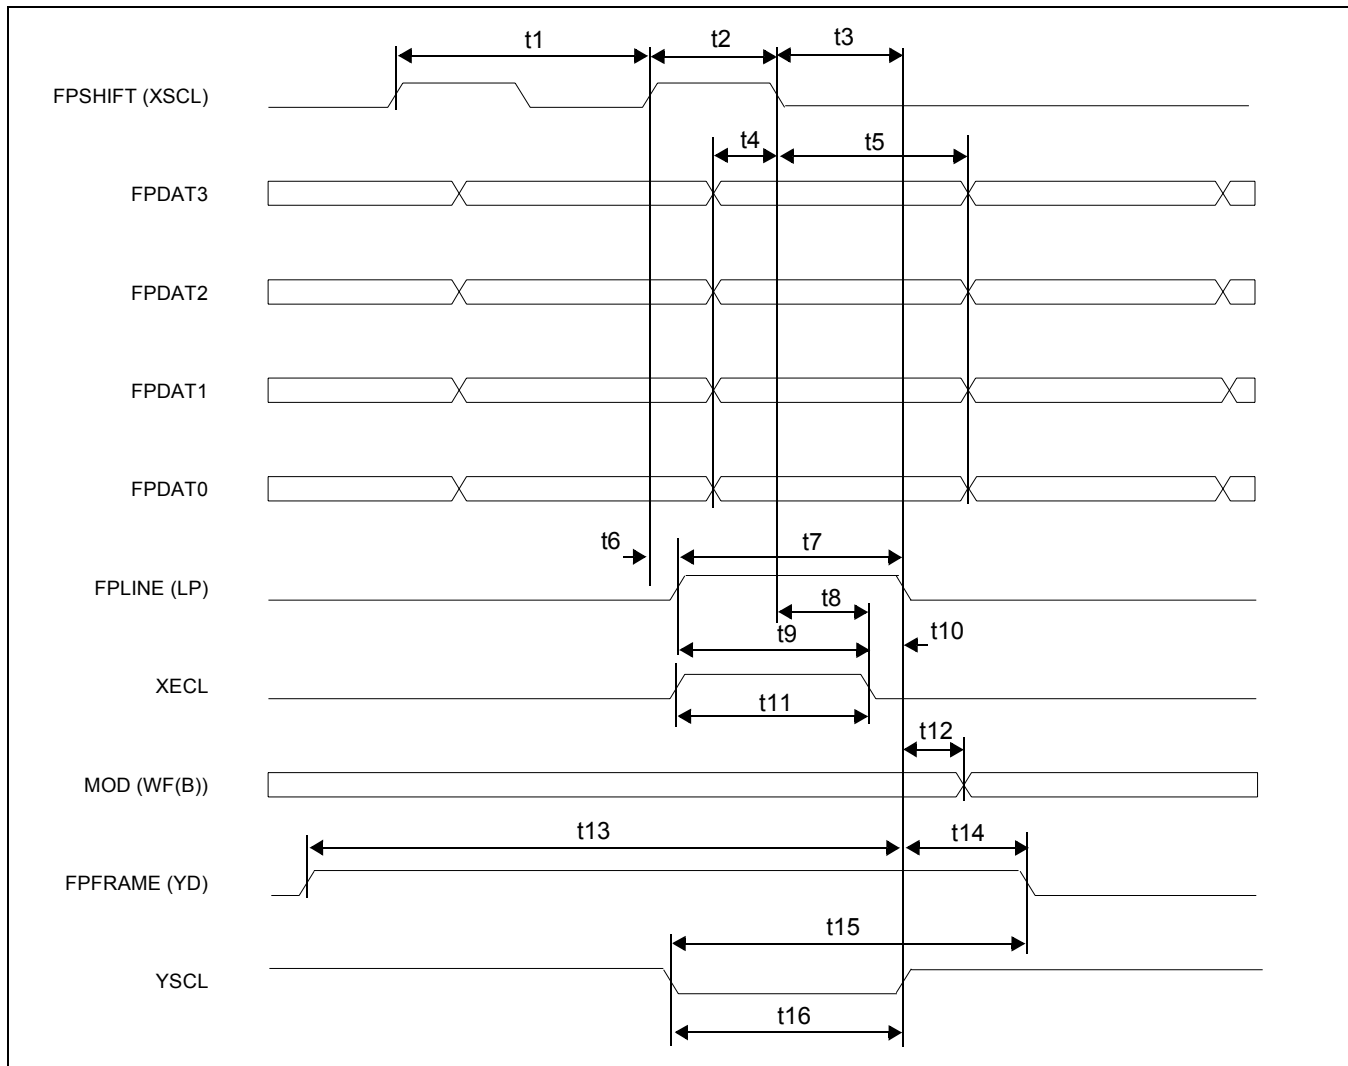 t1
t2
t3
FPSHIFT (XSCL)
t4
t5
FPDAT3
FPDAT2
FPDAT1
FPDAT0
t6
t7
FPLINE (LP)
t8
t9
t10
XECL
t11
t12
MOD (WF(B))
t13
t14
FPFRAME (YD)
t15
YSCL
t16